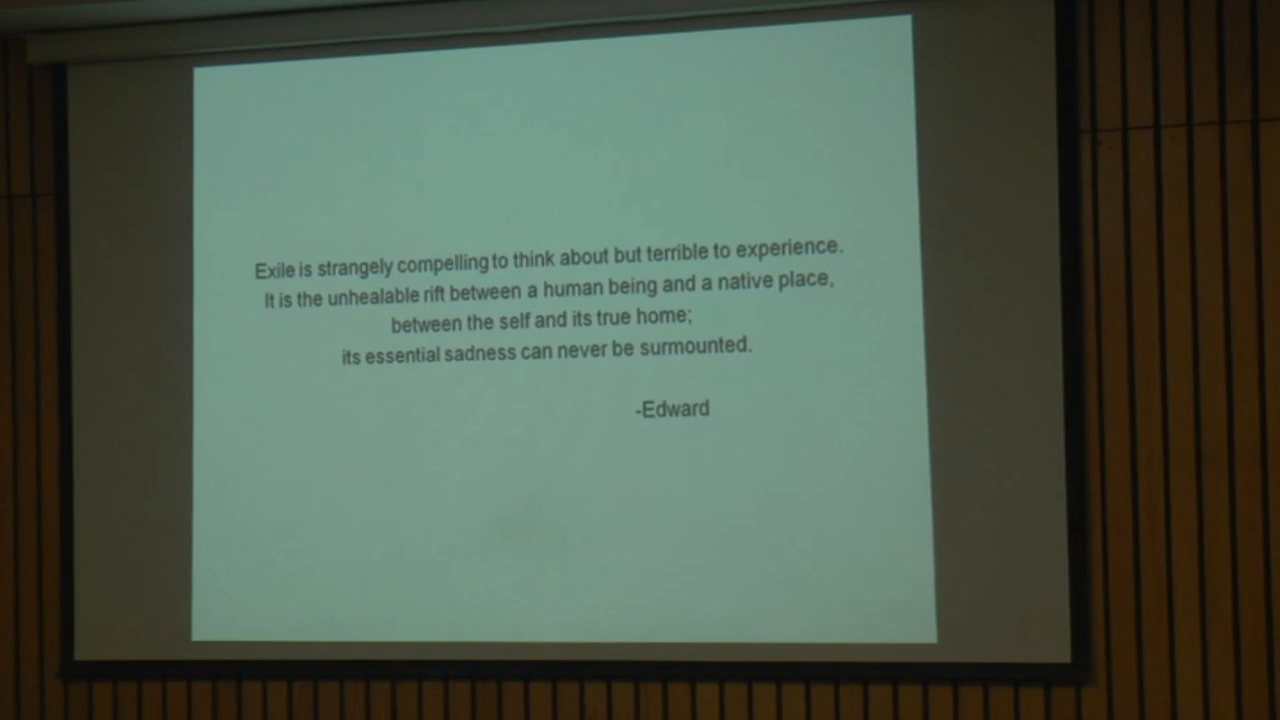 Exile is strangely compelling to think about but terrible to experience.
It is the unhealable rift between a human being and a native place,
between the self and its true home;
its essential sadness can never be surmounted.
-Edward